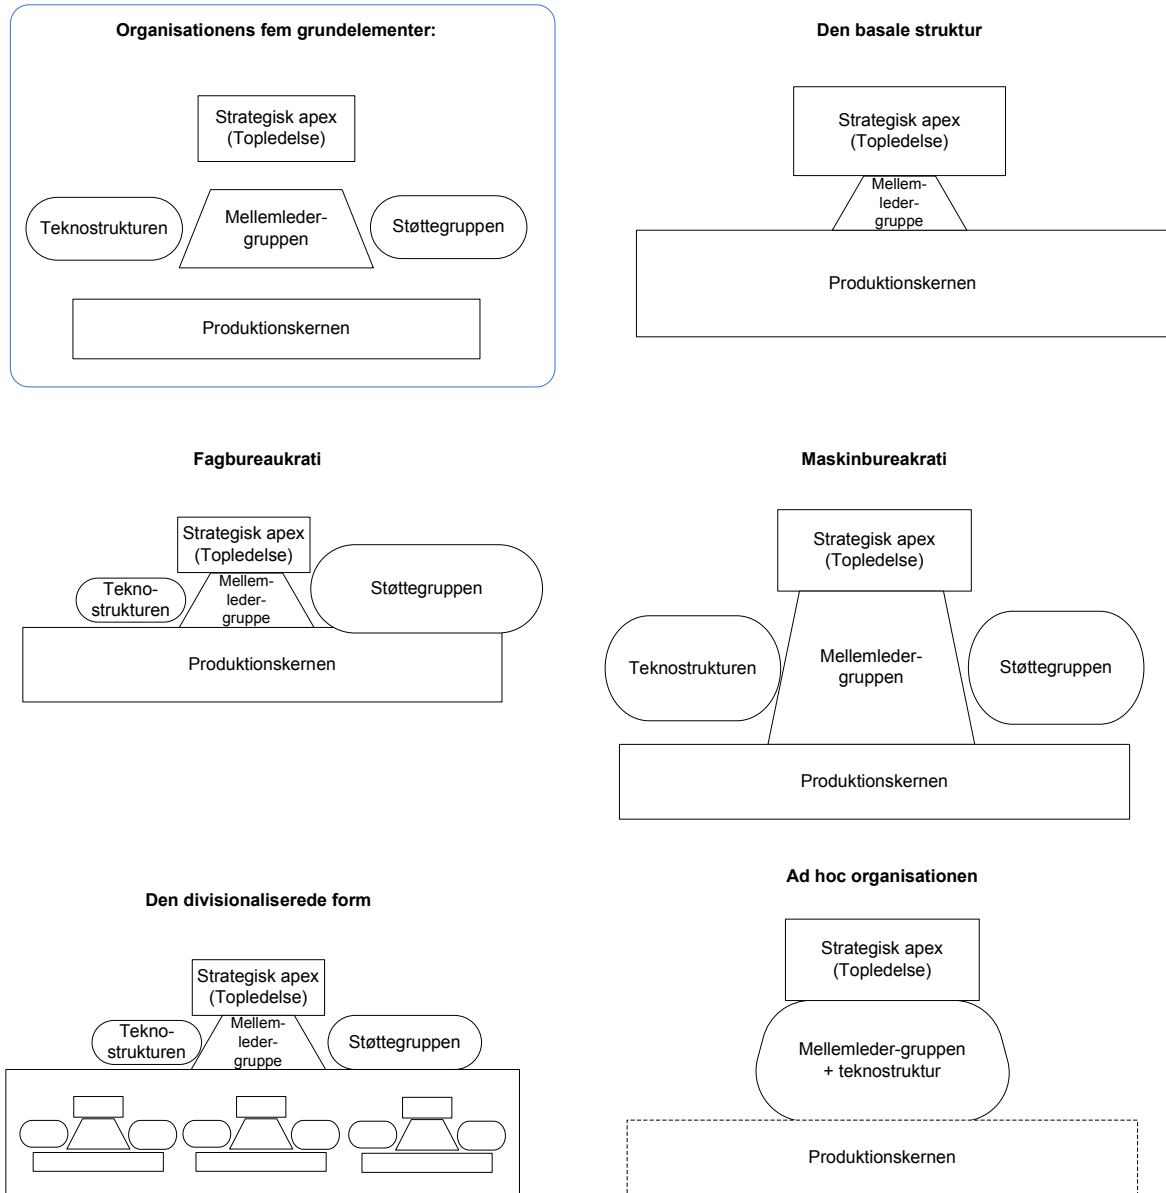 Organisationens fem grundelementer:
Strategisk apex
(Topledelse)
Teknostrukturen
Mellemleder-
gruppen
Støttegruppen
Produktionskernen
Den basale struktur
Strategisk apex
(Topledelse)
Mellem-
leder-
gruppe
Produktionskernen
Fagbureaukrati
Strategisk apex
(Topledelse)
Tekno-
strukturen
Mellem-
leder-
gruppe
Støttegruppen
Produktionskernen
Maskinbureakrati
Strategisk apex
(Topledelse)
Teknostrukturen
Mellemleder-
gruppen
Støttegruppen
Produktionskernen
Den divisionaliserede form
Strategisk apex
(Topledelse)
Tekno-
strukturen
Mellem-
leder-
gruppe
Støttegruppen
Ad hoc organisationen
Strategisk apex
(Topledelse)
Mellemleder-gruppen
+ teknostruktur
Produktionskernen